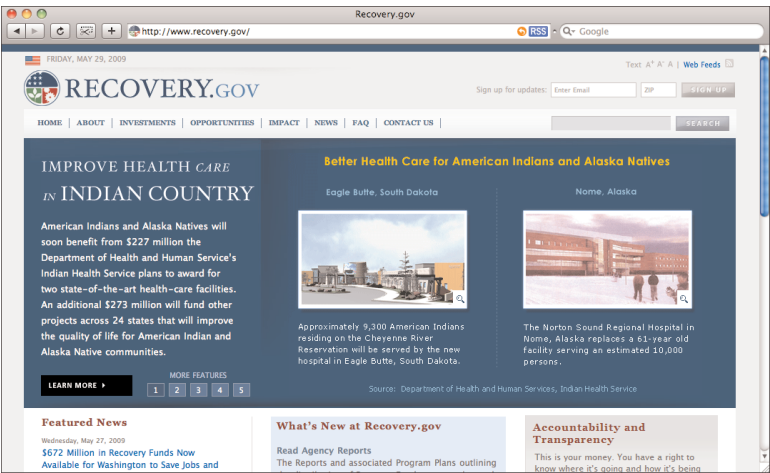 Recovery.gov
http://www.recovery.gov/
RSS
Google
FRIDAY, MAY 29, 2009
Text A+ A- A | Web Feeds
RECOVERY.GOV
Sign up for updates: Enter Email ZIP SIGN UP
HOME | ABOUT | INVESTMENTS | OPPORTUNITIES | IMPACT | NEWS | FAQ | CONTACT US |
SEARCH
IMPROVE HEALTH CARE
IN INDIAN COUNTRY
American Indians and Alaska Natives will
soon benefit from $227 million the
Department of Health and Human Service's
Indian Health Service plans to award for
two state-of-the-art health-care facilities.
An additional $273 million will fund other
projects across 24 states that will improve
the quality of life for American Indian and
Alaska Native communities.
LEARN MORE
MORE FEATURES
1 2 3 4 5
Better Health Care for American Indians and Alaska Natives
Eagle Butte, South Dakota
Approximately 9,300 American Indians
residing on the Cheyenne River
Reservation will be served by the new
hospital in Eagle Butte, South Dakota.
Nome, Alaska
The Norton Sound Regional Hospital in
Nome, Alaska replaces a 61-year old
facility serving an estimated 10,000
persons.
Source: Department of Health and Human Services, Indian Health Service
Featured News
Wednesday, May 27, 2009
$672 Million in Recovery Funds Now
Available for Washington to Save Jobs and
What's New at Recovery.gov
Read Agency Reports
The Reports and associated Program Plans outlining
Accountability and
Transparency
This is your money. You have a right to
know where it's going and how it's being